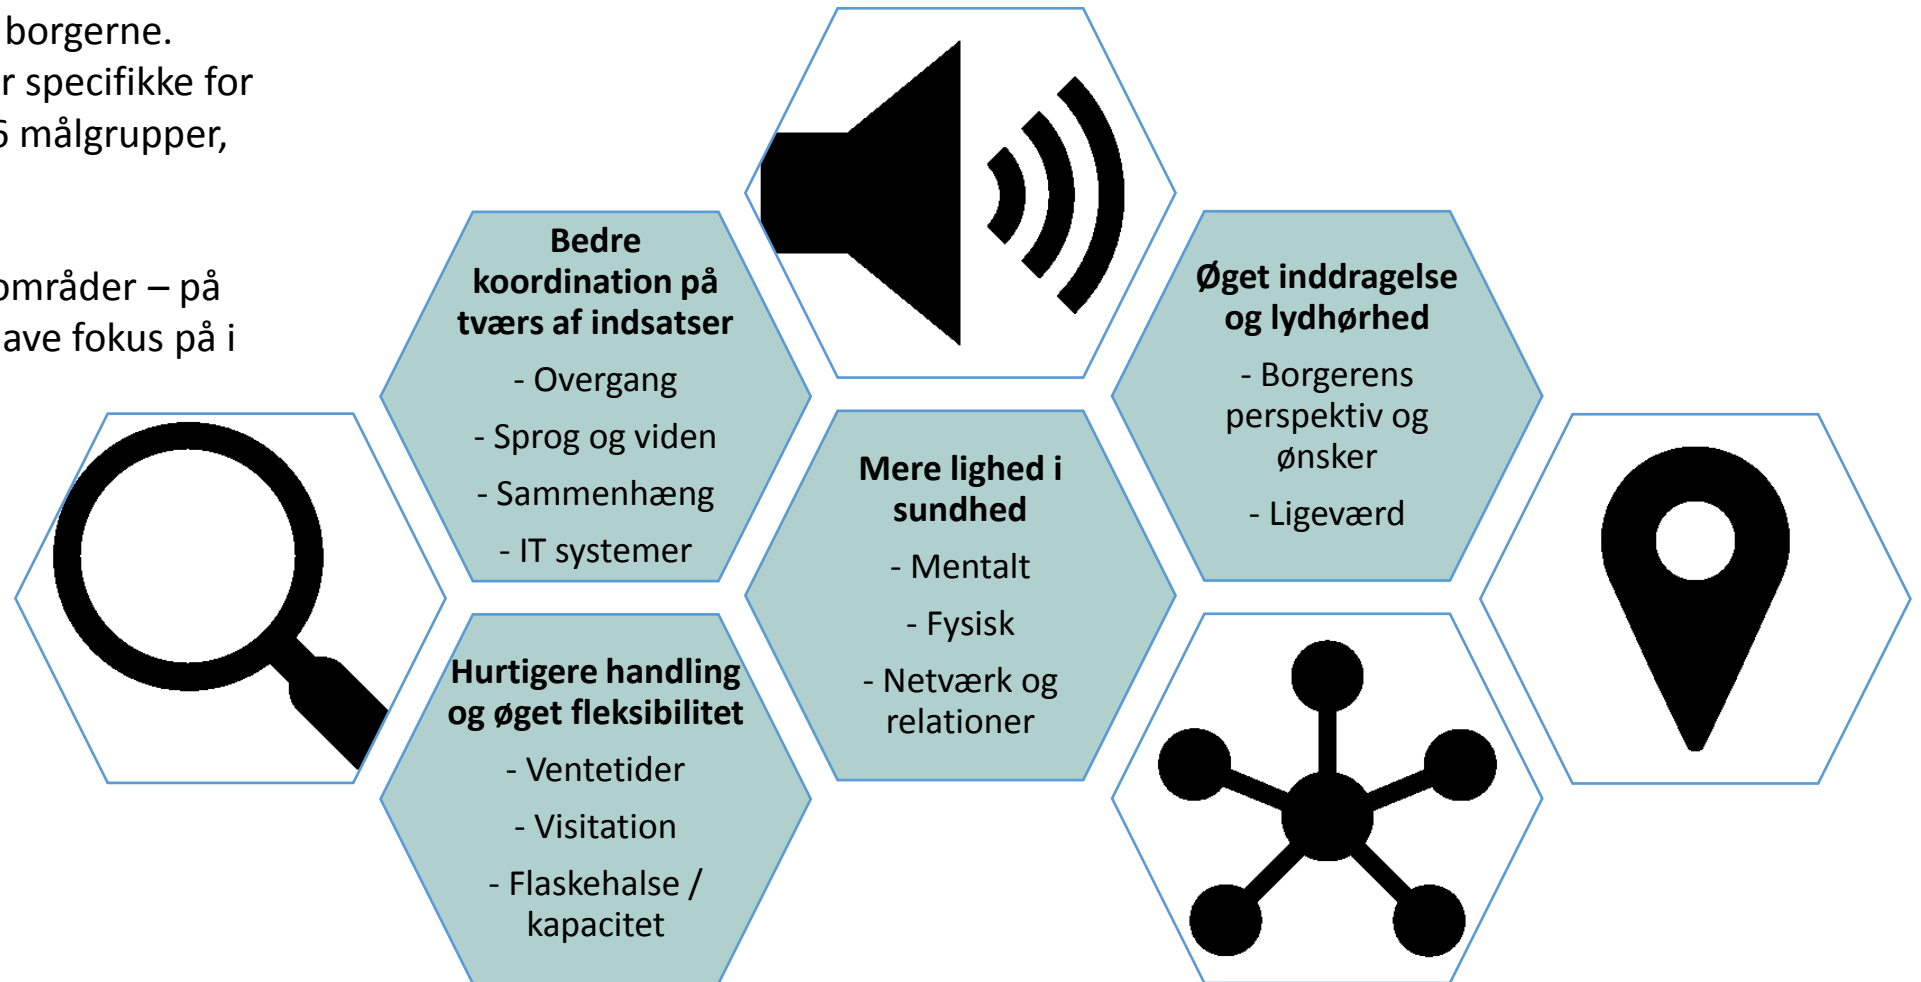 borgerne.
r specifikke for
målgrupper,
områder – på
ave fokus på i
Bedre
koordination på
tværs af indsatser
- Overgang
- Sprog og viden
- Sammenhæng
- IT systemer
Hurtigere handling
og øget fleksibilitet
- Ventetider
- Visitation
- Flaskehalse /
kapacitet
Mere lighed i
sundhed
- Mentalt
- Fysisk
- Netværk og
relationer
Øget inddragelse
og lydhørhed
- Borgerens
perspektiv og
ønsker
- Ligeværd